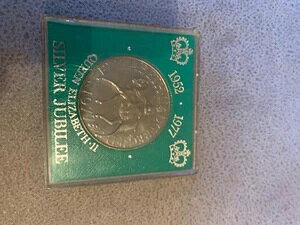 1952 · 1977
QUEEN ELIZABETH·II
SILVER JUBILEE